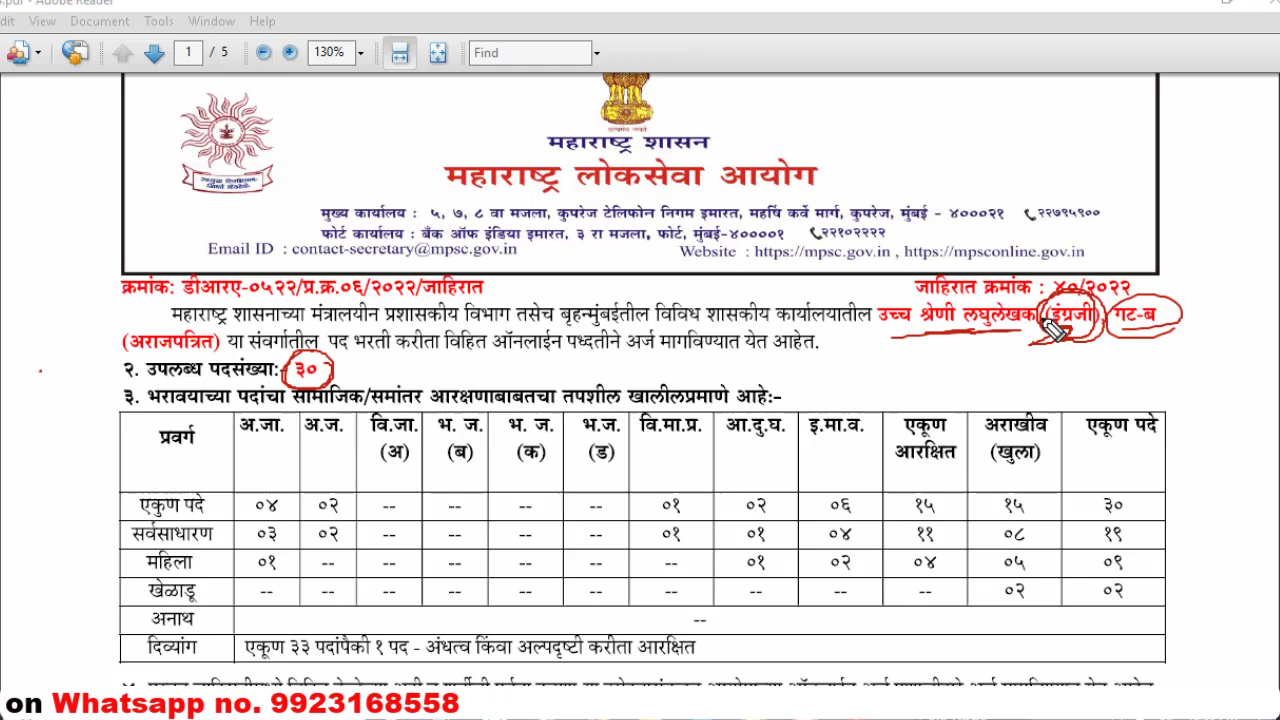 s.pdf - Adobe Reader
dit View Document Tools Window Help
1 / 5 130% Find
महाराष्ट्र शासन
महाराष्ट्र लोकसेवा आयोग
मुख्य कार्यालय : ५, ७, ८ वा मजला, कुपरेज टेलिफोन निगम इमारत, महर्षि कर्वे मार्ग, कुपरेज, मुंबई - ४०००२१ २२७९५९००
फोर्ट कार्यालय : बँक ऑफ इंडिया इमारत, ३ रा मजला, फोर्ट, मुंबई-४००००१ २२१०२२२२
Email ID : contact-secretary@mpsc.gov.in Website : https://mpsc.gov.in , https://mpsconline.gov.in
क्रमांक: डीआरए-०५२२/प्र.क्र.०६/२०२२/जाहिरात जाहिरात क्रमांक : ४०/२०२२
महाराष्ट्र शासनाच्या मंत्रालयीन प्रशासकीय विभाग तसेच बृहन्मुंबईतील विविध शासकीय कार्यालयातील उच्च श्रेणी लघुलेखक (इंग्रजी), गट-ब
(अराजपत्रित) या संवर्गातील पद भरती करीता विहित ऑनलाईन पध्दतीने अर्ज मागविण्यात येत आहेत.
२. उपलब्ध पदसंख्या:- ३०
३. भरावयाच्या पदांचा सामाजिक/समांतर आरक्षणाबाबतचा तपशील खालीलप्रमाणे आहे:-
प्रवर्ग अ.जा. अ.ज. वि.जा. (अ) भ. ज. (ब) भ. ज. (क) भ.ज. (ड) वि.मा.प्र. आ.दु.घ. इ.मा.व. एकूण आरक्षित अराखीव (खुला) एकूण पदे
एकुण पदे ०४ ०२ -- -- -- -- ०१ ०२ ०६ १५ १५ ३०
सर्वसाधारण ०३ ०२ -- -- -- -- ०१ ०१ ०४ ११ ०८ १९
महिला ०१ -- -- -- -- -- -- ०१ ०२ ०४ ०५ ०९
खेळाडू -- -- -- -- -- -- -- -- -- -- ०२ ०२
अनाथ --
दिव्यांग एकूण ३३ पदांपैकी १ पद - अंधत्व किंवा अल्पदृष्टी करीता आरक्षित
on Whatsapp no. 9923168558